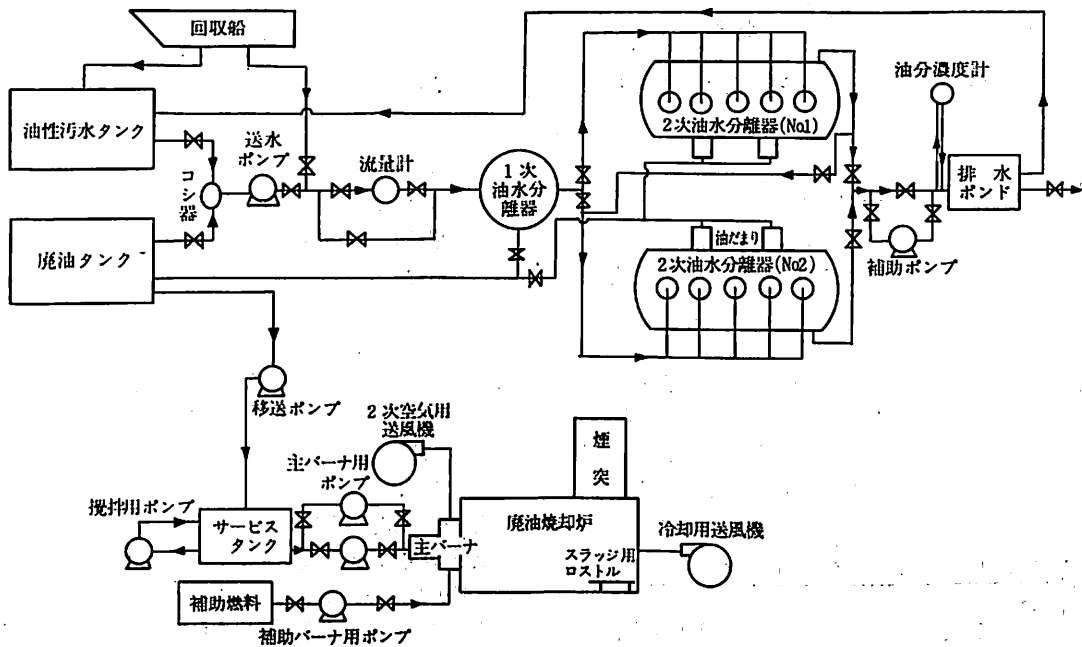 回収船
油性汚水タンク
廃油タンク
コシ器
送水
ポンプ
流量計
1次
油水分
離器
2次油水分離器(No.1)
油だまり
2次油水分離器(No.2)
油分濃度計
排水
ポンド
補助ポンプ
移送ポンプ
2次空気用
送風機
主バーナ用
ポンプ
攪拌用ポンプ
サービス
タンク
主バーナ
煙
突
廃油焼却炉
スラッジ用
ロストル
冷却用送風機
補助燃料
補助バーナ用ポンプ